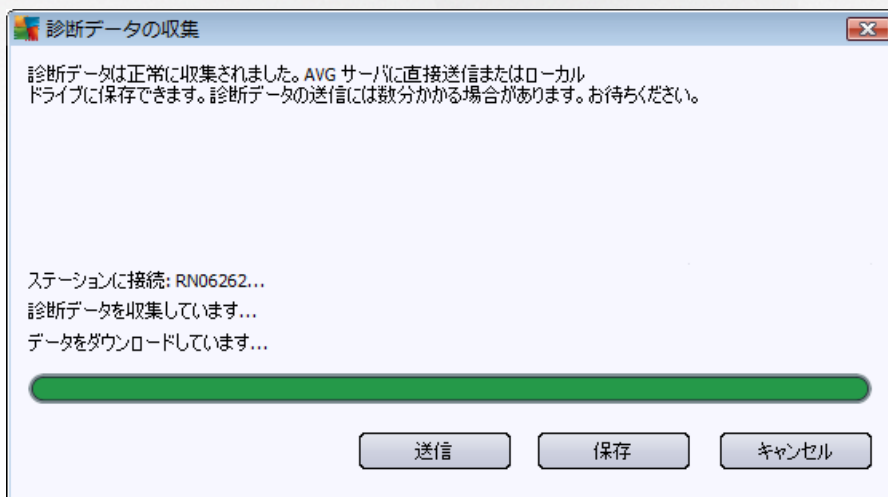 診断データの収集
診断データは正常に収集されました。AVG サーバに直接送信またはローカル
ドライブに保存できます。診断データの送信には数分かかる場合があります。お待ちください。
ステーションに接続: RN06262...
診断データを収集しています...
データをダウンロードしています...
送信
保存
キャンセル